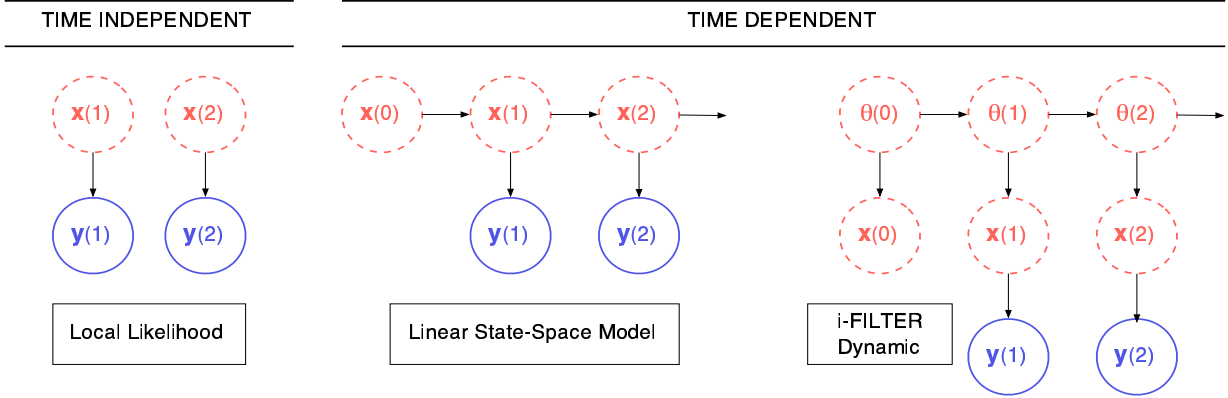 TIME INDEPENDENT
TIME DEPENDENT
x(1) x(2)
x(0) x(1) x(2)
θ(0) θ(1) θ(2)
y(1) y(2)
y(1) y(2)
x(0) x(1) x(2)
Local Likelihood
Linear State-Space Model
i-FILTER
Dynamic
y(1) y(2)